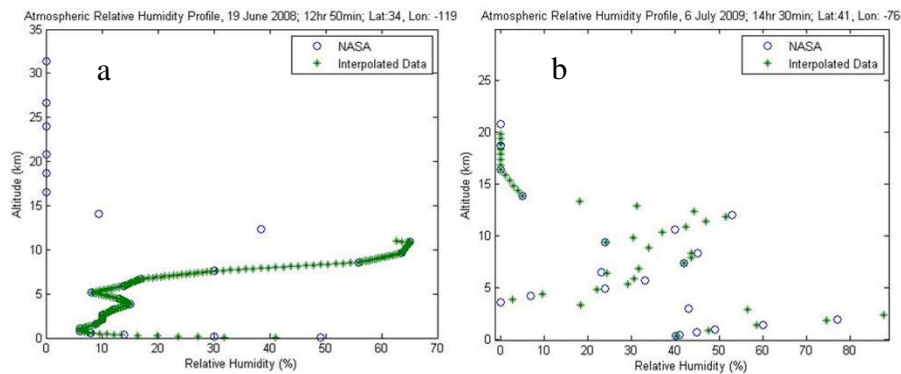 Atmospheric Relative Humidity Profile, 19 June 2008; 12hr 50min; Lat:34, Lon: -119
35
30
25
20
15
10
5
0
Altitude (km)
a
NASA
Interpolated Data
0 10 20 30 40 50 60 70
Relative Humidity (%)
Atmospheric Relative Humidity Profile, 6 July 2009; 14hr 30min; Lat:41, Lon: -76
25
20
15
10
5
0
Altitude (km)
b
NASA
Interpolated Data
0 10 20 30 40 50 60 70 80
Relative Humidity (%)